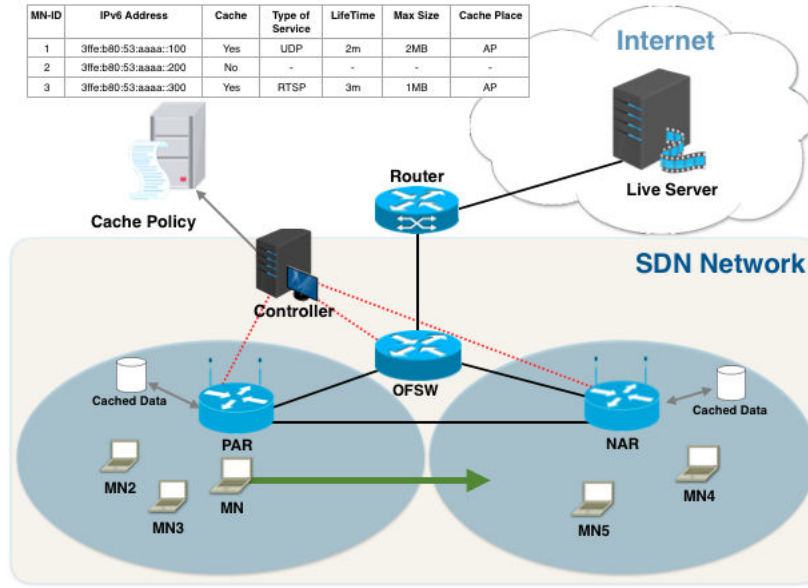 MN-ID IPv6 Address Cache Type of Service LifeTime Max Size Cache Place
1 3ffe:b80:53:aaaa::100 Yes UDP 2m 2MB AP
2 3ffe:b80:53:aaaa::200 No - - - -
3 3ffe:b80:53:aaaa::300 Yes RTSP 3m 1MB AP
Internet
Live Server
Router
Cache Policy
SDN Network
Controller
OFSW
Cached Data
Cached Data
PAR
NAR
MN2
MN3
MN
MN4
MN5